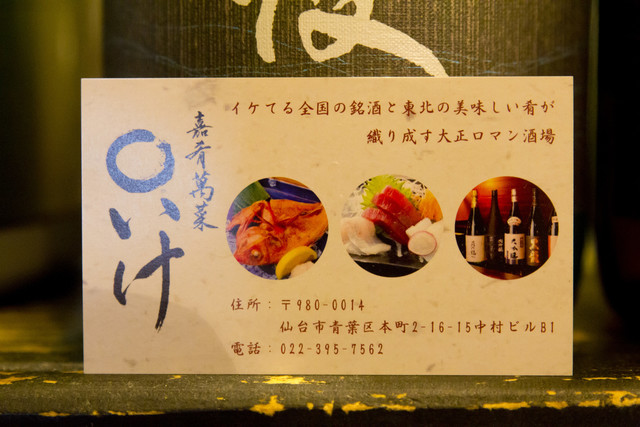 イケてる全国の銘酒と東北の美味しい肴が
織り成す大正ロマン酒場
嘉肴萬菜
○いけ
住所：〒980-0014
仙台市青葉区本町2-16-15中村ビルB1
電話：022-395-7562